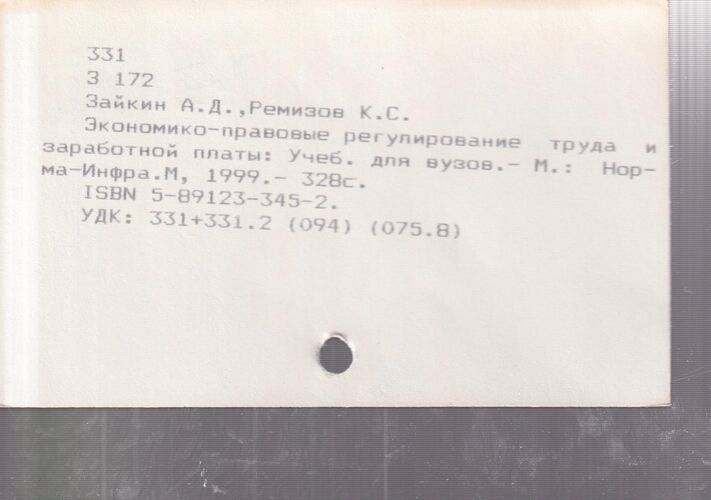 331
З 172
Зайкин А.Д.,Ремизов К.С.
Экономико-правовые регулирование труда и
заработной платы: Учеб. для вузов.- М.: Нор-
ма-Инфра.М, 1999.- 328с.
ISBN 5-89123-345-2.
УДК: 331+331.2 (094) (075.8)